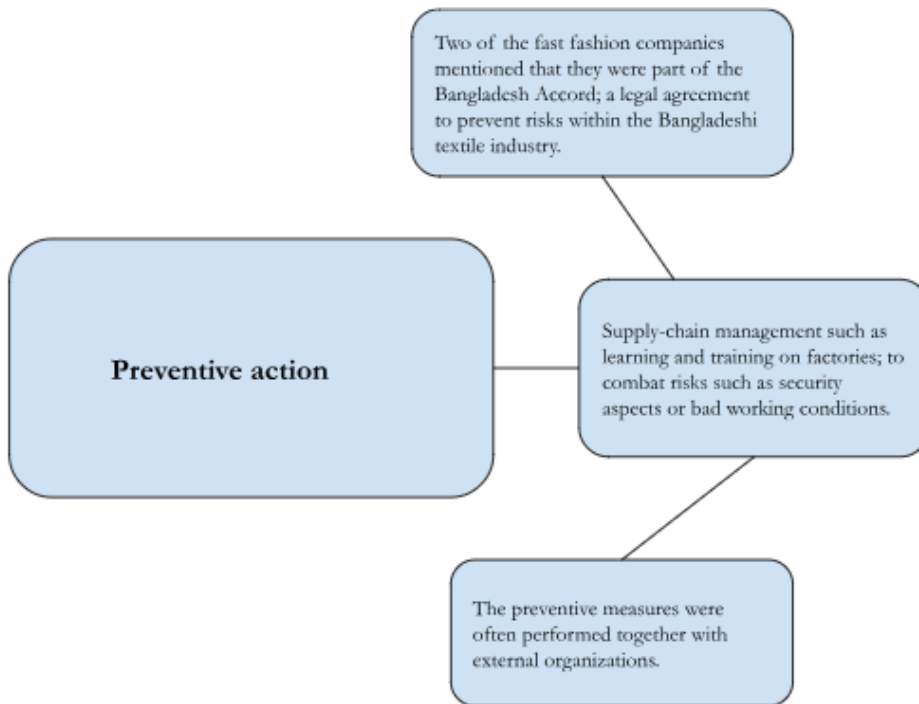 Two of the fast fashion companies
mentioned that they were part of the
Bangladesh Accord; a legal agreement
to prevent risks within the Bangladeshi
textile industry.
Preventive action
Supply-chain management such as
learning and training on factories; to
combat risks such as security
aspects or bad working conditions.
The preventive measures were
often performed together with
external organizations.